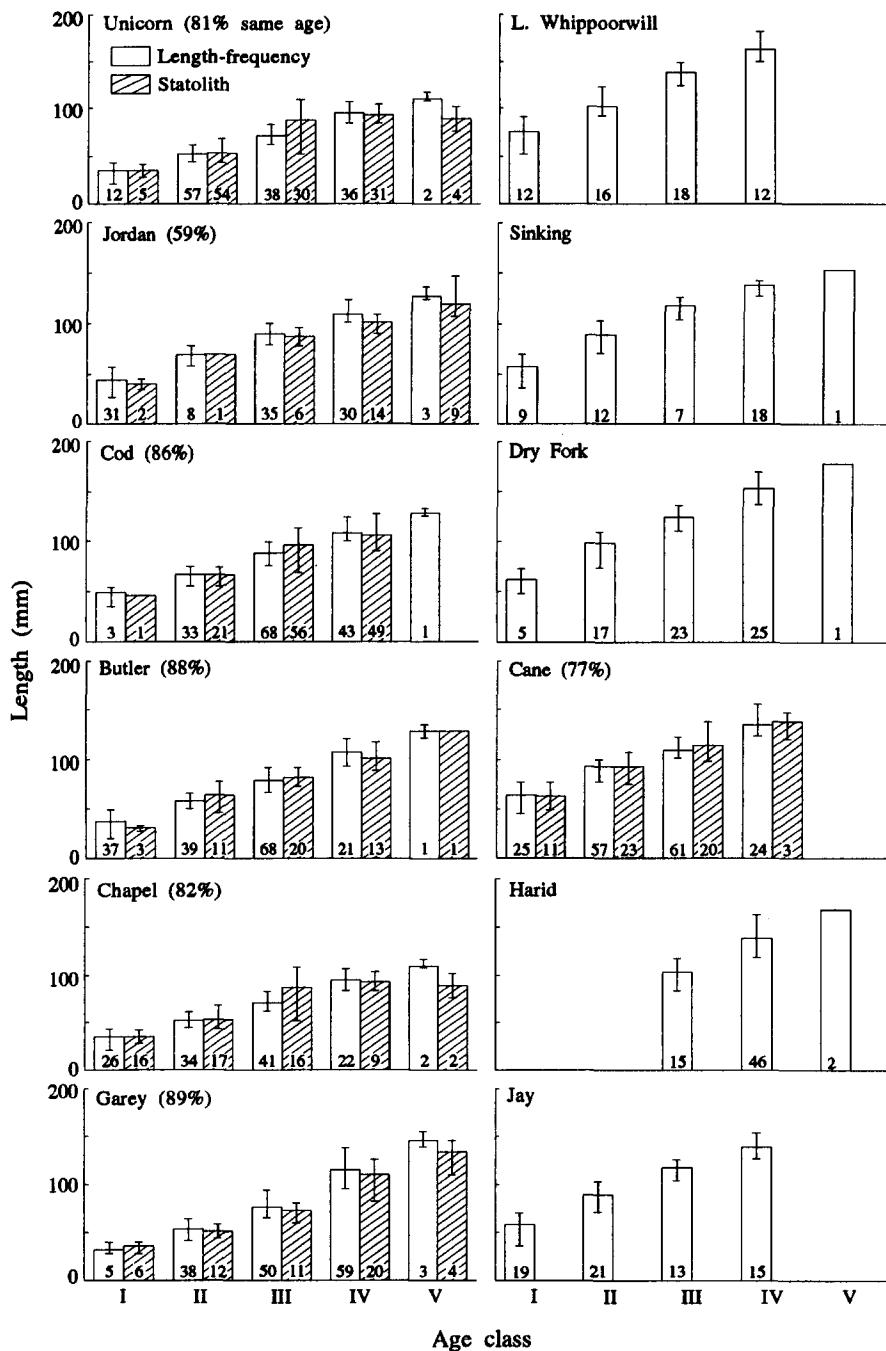 Unicorn (81% same age)
Length-frequency
Statolith
200
100
0
12 5 57 54 38 30 36 31 2 4
L. Whippoorwill
12 16 18 12
Jordan (59%)
200
100
0
31 2 8 1 35 6 30 14 3 9
Sinking
9 12 7 18 1
Cod (86%)
200
100
0
3 1 33 21 68 56 43 49 1
Dry Fork
5 17 23 25 1
Length (mm)
Butler (88%)
200
100
0
37 3 39 11 68 20 21 13 1 1
Cane (77%)
25 11 57 23 61 20 24 3
Chapel (82%)
200
100
0
26 16 34 17 41 16 22 9 2 2
Harid
15 46 2
Garey (89%)
200
100
0
5 6 38 12 50 11 59 20 3 4
I II III IV V
Jay
19 21 13 15
I II III IV V
Age class